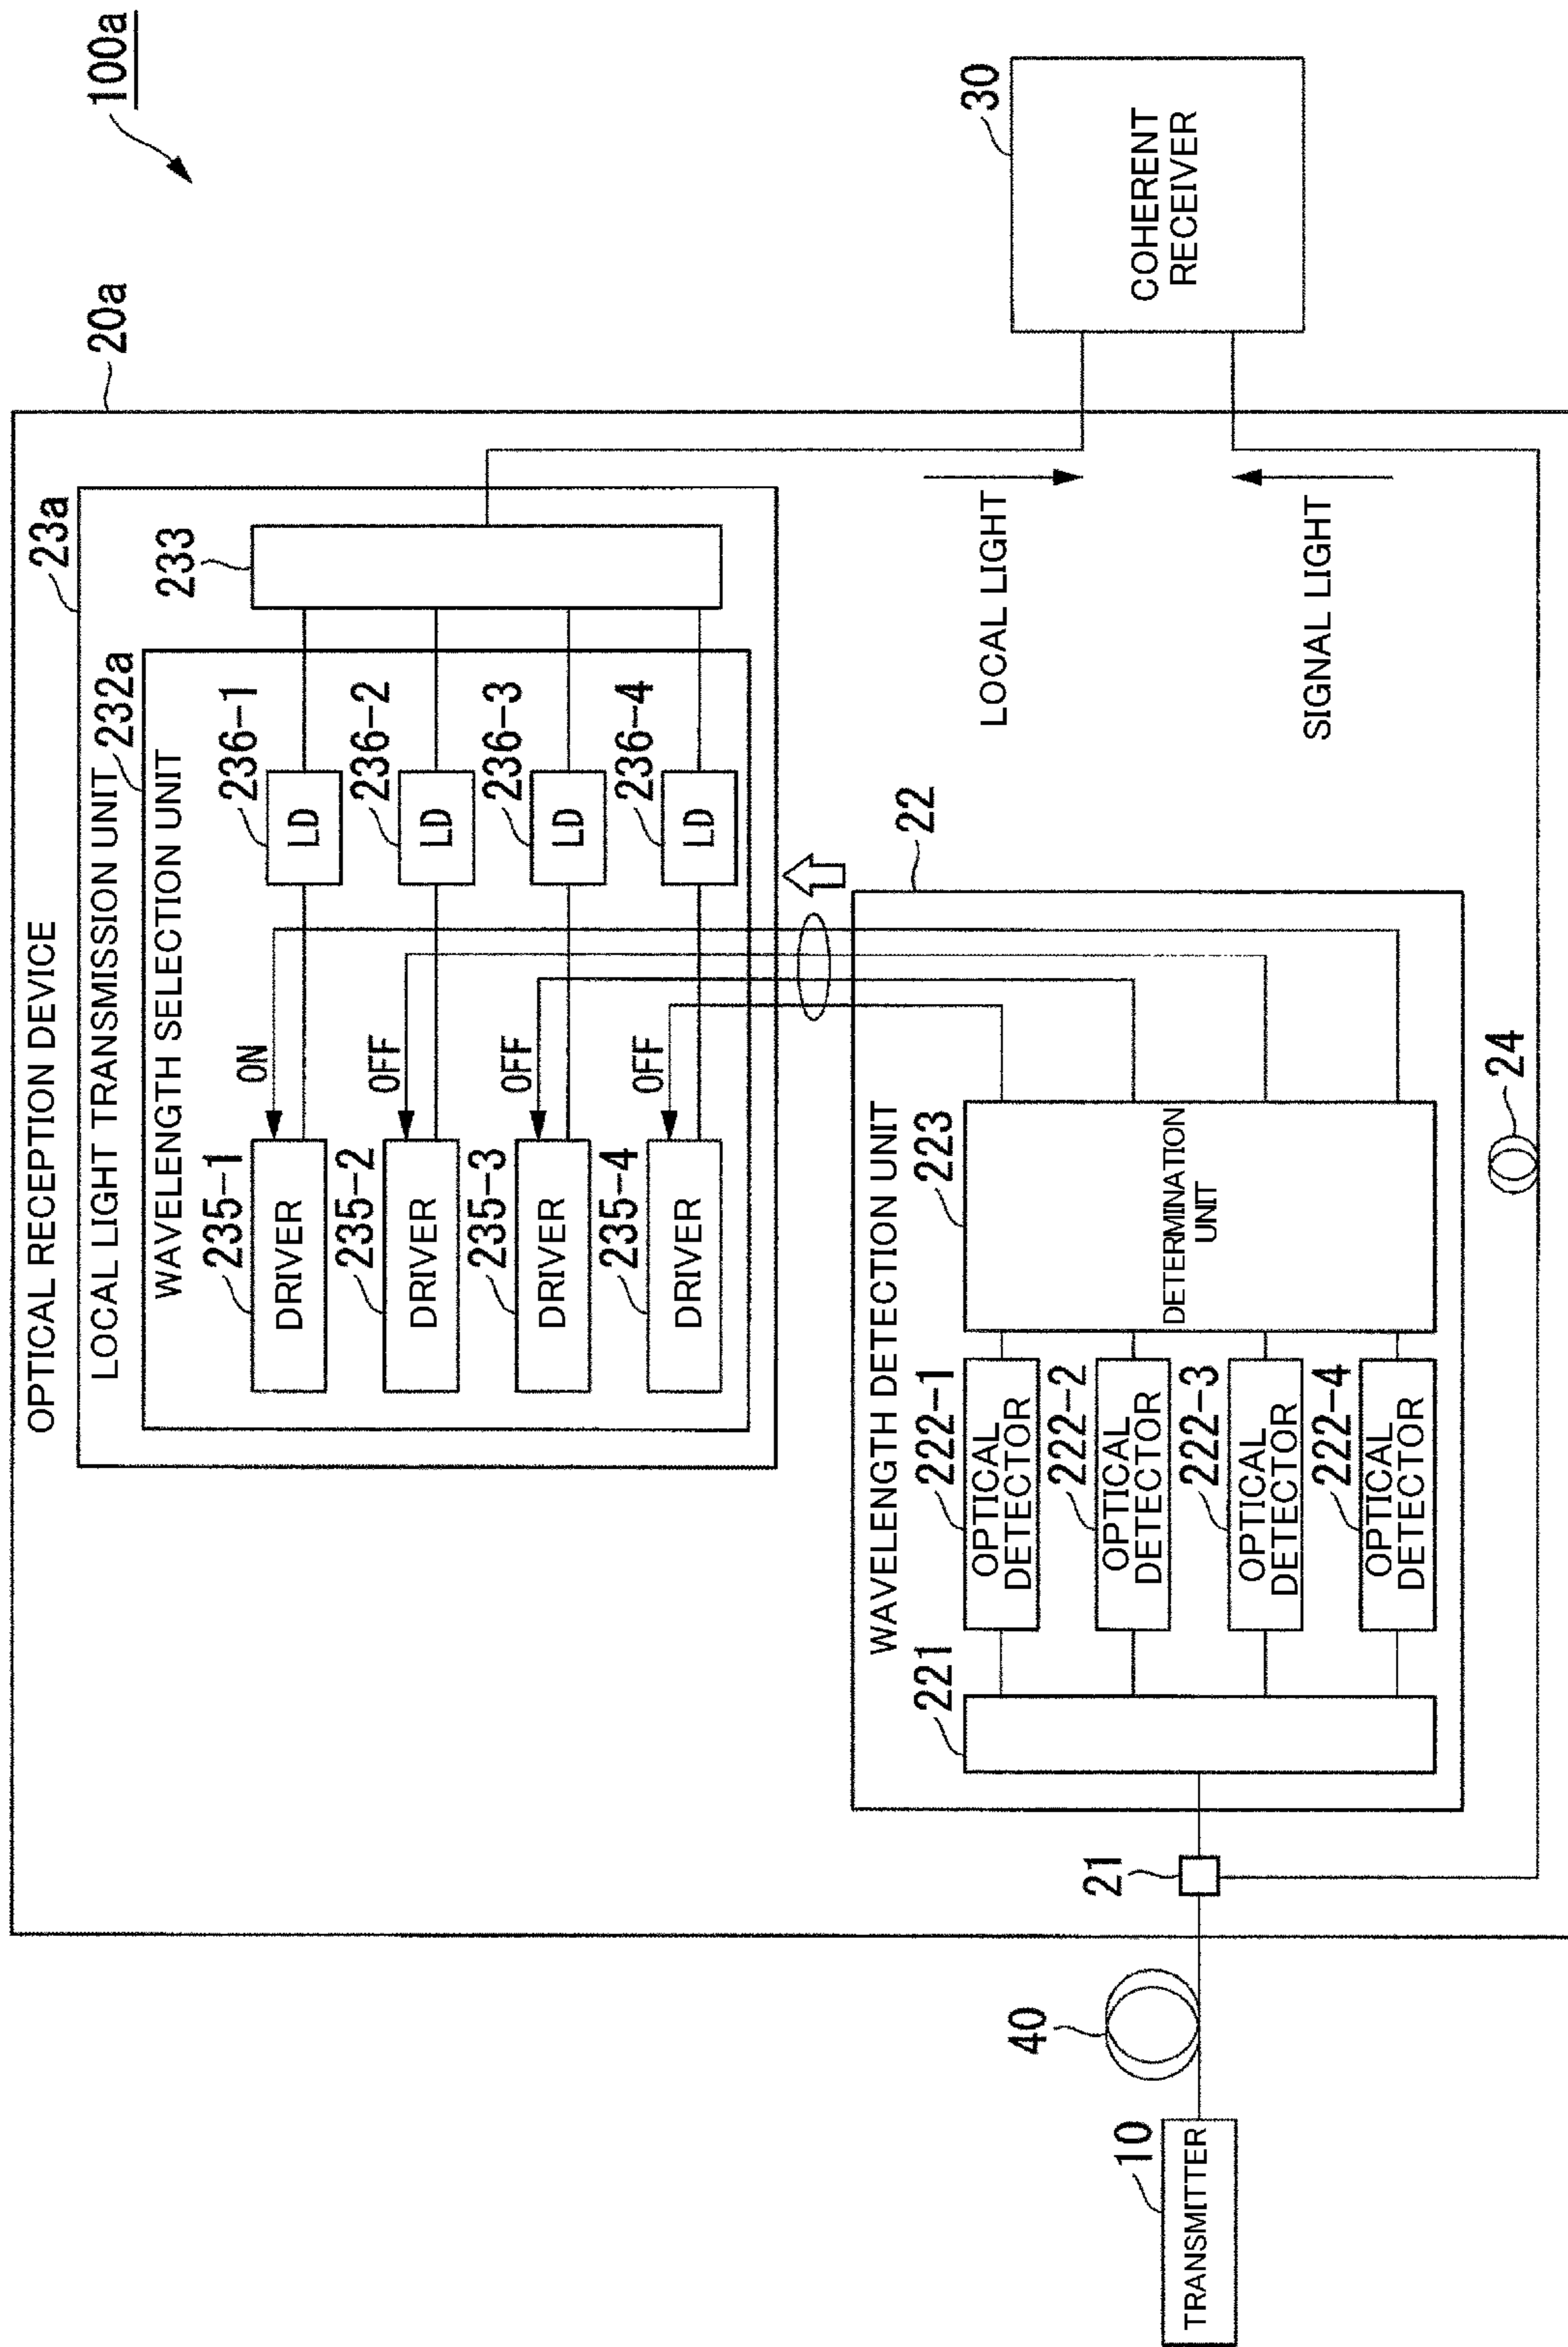 100a
20a
OPTICAL RECEPTION DEVICE
23a
LOCAL LIGHT TRANSMISSION UNIT
232a
WAVELENGTH SELECTION UNIT
233
235-1
DRIVER
ON
236-1
LD
235-2
DRIVER
OFF
236-2
LD
235-3
DRIVER
OFF
236-3
LD
235-4
DRIVER
OFF
236-4
LD
LOCAL LIGHT
SIGNAL LIGHT
30
COHERENT
RECEIVER
22
WAVELENGTH DETECTION UNIT
221
222-1
OPTICAL
DETECTOR
222-2
OPTICAL
DETECTOR
222-3
OPTICAL
DETECTOR
222-4
OPTICAL
DETECTOR
223
DETERMINATION
UNIT
24
21
40
10
TRANSMITTER